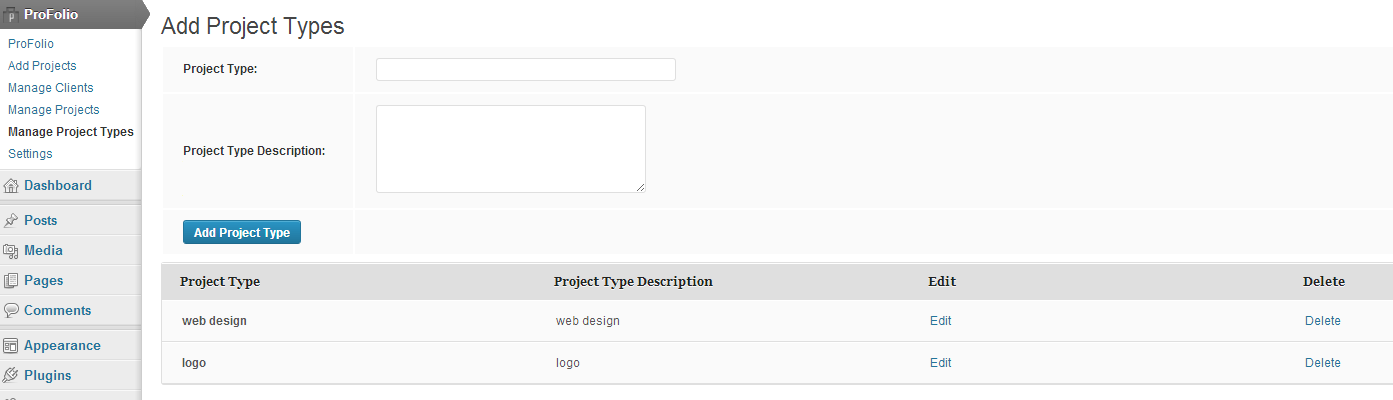 ProFolio
ProFolio
Add Projects
Manage Clients
Manage Projects
Manage Project Types
Settings
Dashboard
Posts
Media
Pages
Comments
Appearance
Plugins
Add Project Types
Project Type:
Project Type Description:
Add Project Type
Project Type Project Type Description Edit Delete
web design web design Edit Delete
logo logo Edit Delete